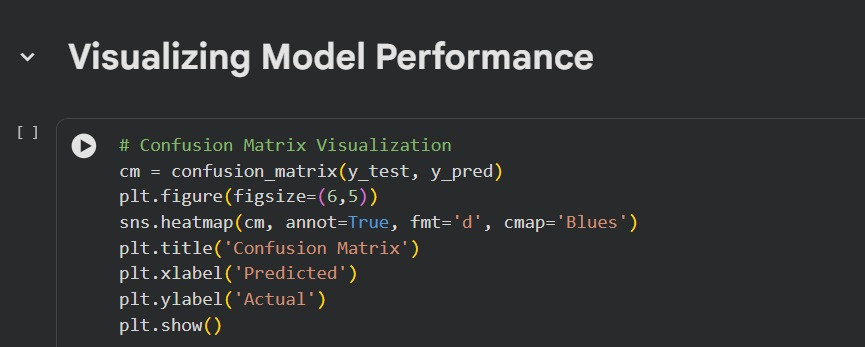 Visualizing Model Performance
[ ]
# Confusion Matrix Visualization
cm = confusion_matrix(y_test, y_pred)
plt.figure(figsize=(6,5))
sns.heatmap(cm, annot=True, fmt='d', cmap='Blues')
plt.title('Confusion Matrix')
plt.xlabel('Predicted')
plt.ylabel('Actual')
plt.show()